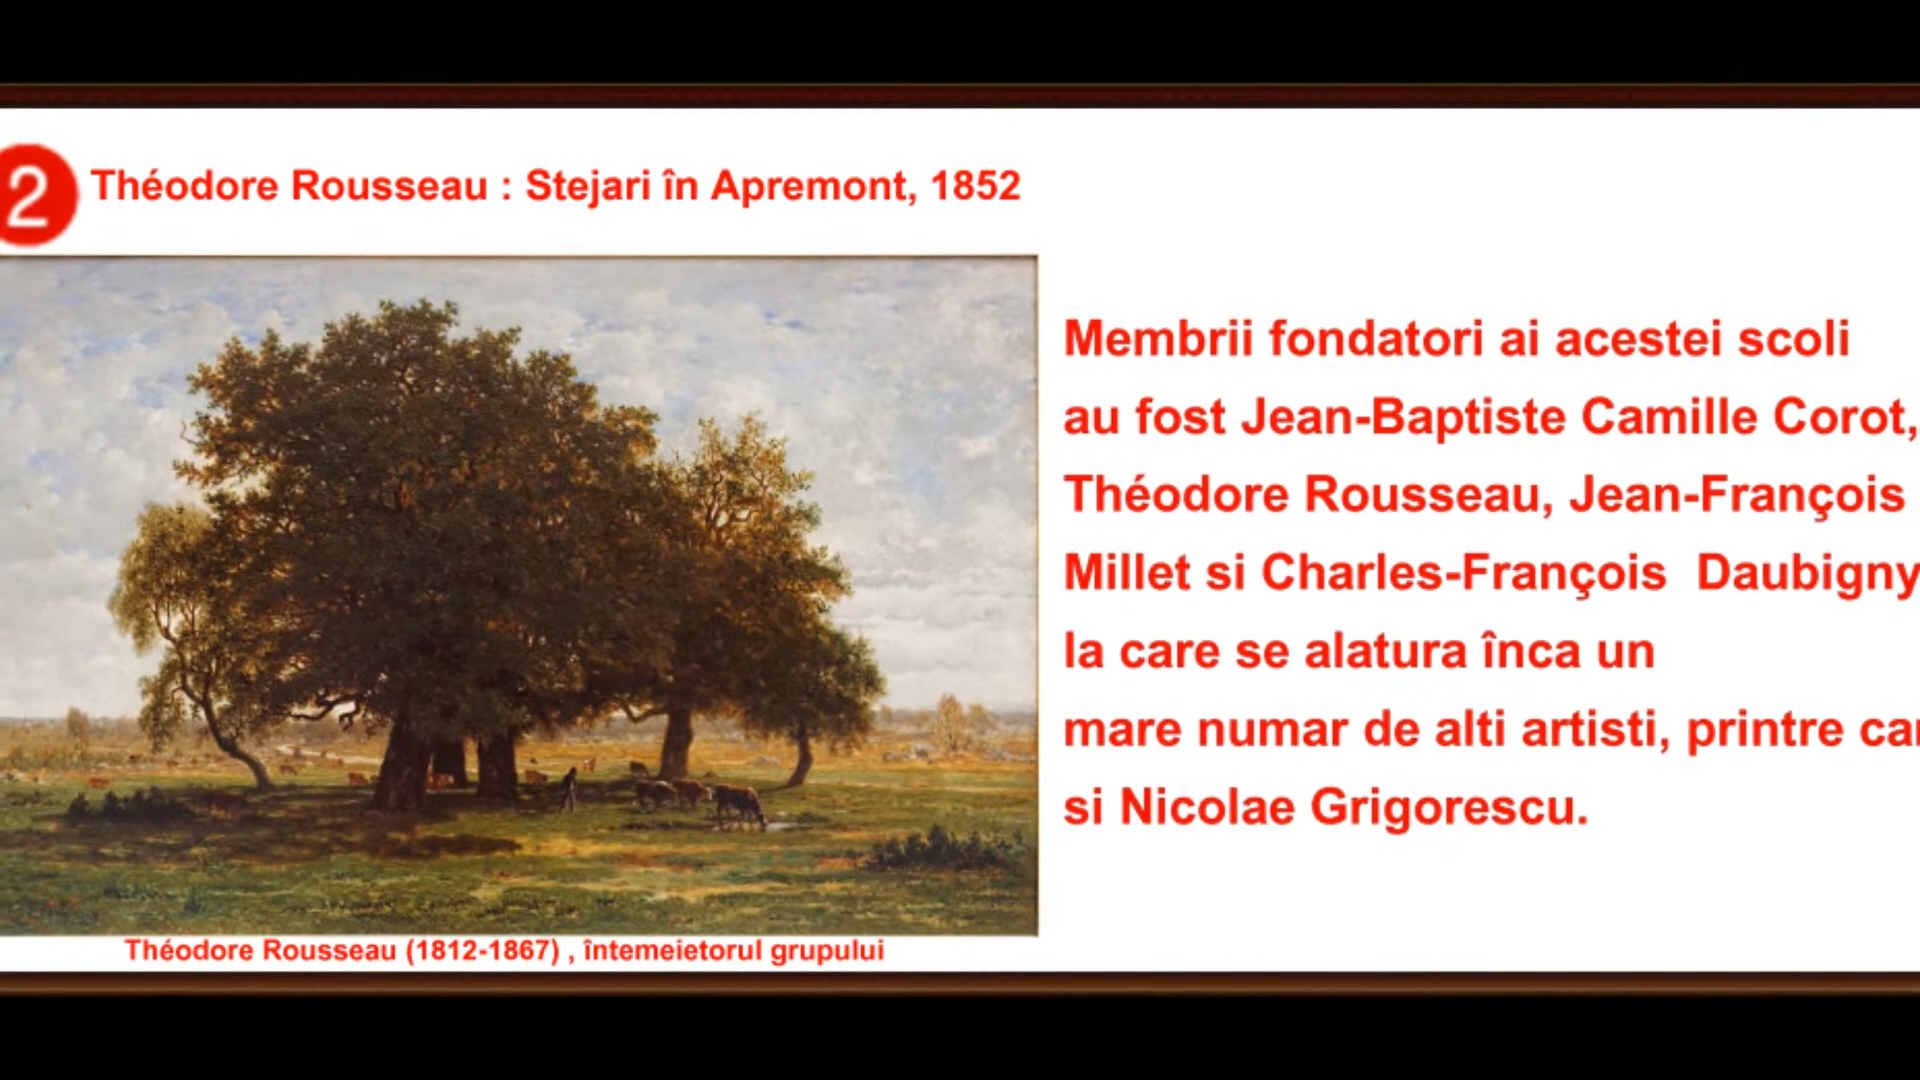 2
Théodore Rousseau : Stejari în Apremont, 1852
Membrii fondatori ai acestei scoli
au fost Jean-Baptiste Camille Corot,
Théodore Rousseau, Jean-François
Millet si Charles-François Daubigny
la care se alatura înca un
mare numar de alti artisti, printre
si Nicolae Grigorescu.
Théodore Rousseau (1812-1867) , întemeietorul grupului